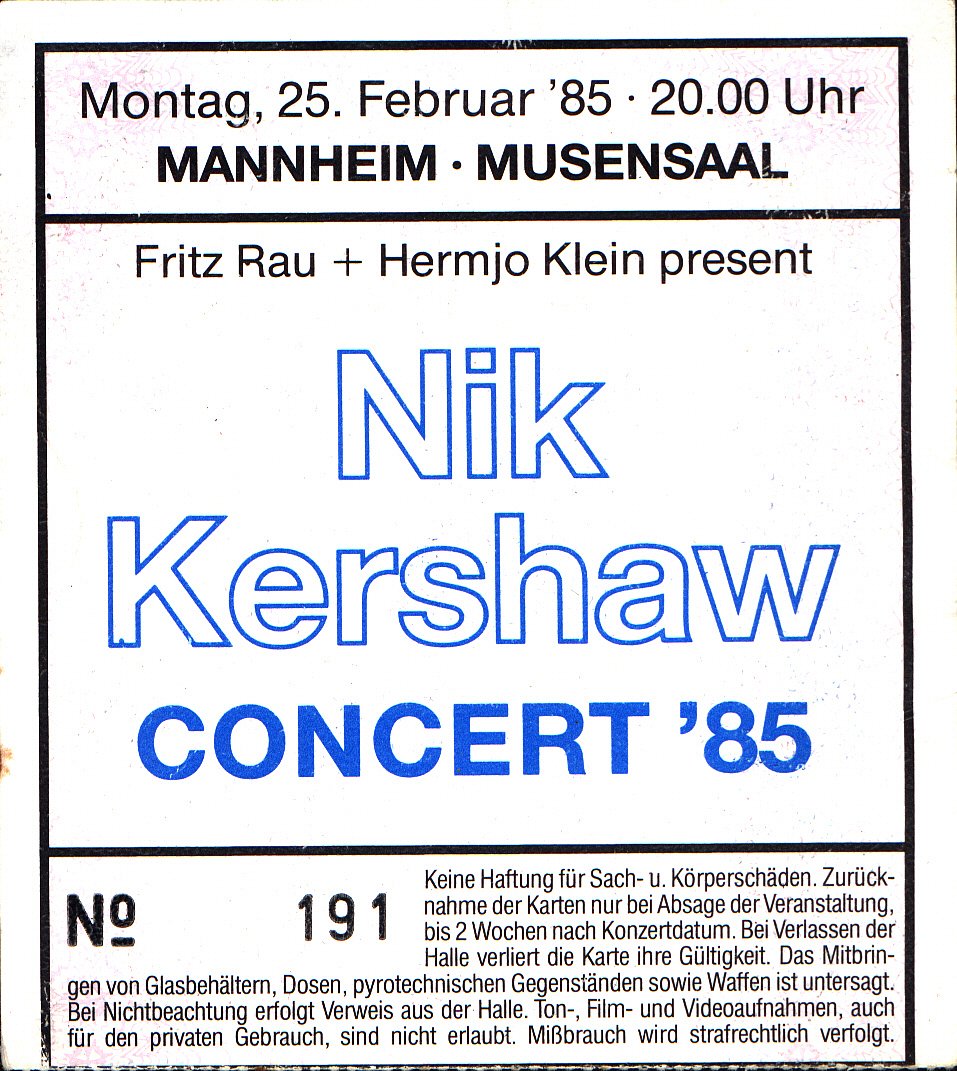 Montag, 25. Februar '85 · 20.00 Uhr
MANNHEIM · MUSENSAAL
Fritz Rau + Hermjo Klein present
Nik
Kershaw
CONCERT '85
Nº 191
Keine Haftung für Sach- u. Körperschäden. Zurück-
nahme der Karten nur bei Absage der Veranstaltung,
bis 2 Wochen nach Konzertdatum. Bei Verlassen der
Halle verliert die Karte ihre Gültigkeit. Das Mitbrin-
gen von Glasbehältern, Dosen, pyrotechnischen Gegenständen sowie Waffen ist untersagt.
Bei Nichtbeachtung erfolgt Verweis aus der Halle. Ton-, Film- und Videoaufnahmen, auch
für den privaten Gebrauch, sind nicht erlaubt. Mißbrauch wird strafrechtlich verfolgt.